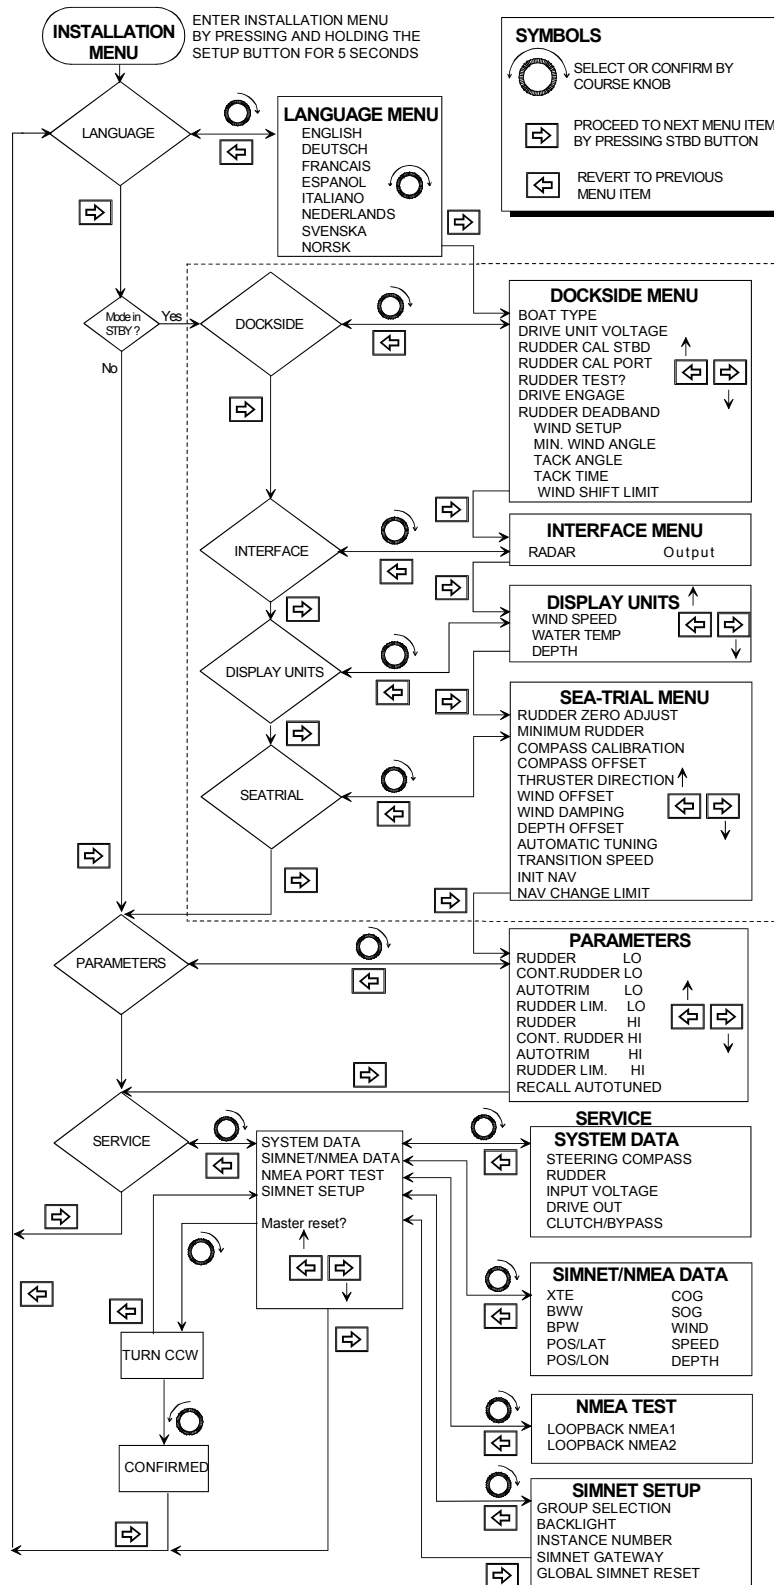 INSTALLATION
MENU
ENTER INSTALLATION MENU
BY PRESSING AND HOLDING THE
SETUP BUTTON FOR 5 SECONDS
SYMBOLS
SELECT OR CONFIRM BY
COURSE KNOB
PROCEED TO NEXT MENU ITEM
BY PRESSING STBD BUTTON
REVERT TO PREVIOUS
MENU ITEM
LANGUAGE
LANGUAGE MENU
ENGLISH
DEUTSCH
FRANCAIS
ESPANOL
ITALIANO
NEDERLANDS
SVENSKA
NORSK
Mode in
STBY ?
Yes
No
DOCKSIDE
DOCKSIDE MENU
BOAT TYPE
DRIVE UNIT VOLTAGE
RUDDER CAL STBD
RUDDER CAL PORT
RUDDER TEST?
DRIVE ENGAGE
RUDDER DEADBAND
WIND SETUP
MIN. WIND ANGLE
TACK ANGLE
TACK TIME
WIND SHIFT LIMIT
INTERFACE
INTERFACE MENU
RADAR Output
DISPLAY UNITS
DISPLAY UNITS
WIND SPEED
WATER TEMP
DEPTH
SEATRIAL
SEA-TRIAL MENU
RUDDER ZERO ADJUST
MINIMUM RUDDER
COMPASS CALIBRATION
COMPASS OFFSET
THRUSTER DIRECTION
WIND OFFSET
WIND DAMPING
DEPTH OFFSET
AUTOMATIC TUNING
TRANSITION SPEED
INIT NAV
NAV CHANGE LIMIT
PARAMETERS
PARAMETERS
RUDDER LO
CONT.RUDDER LO
AUTOTRIM LO
RUDDER LIM. LO
RUDDER HI
CONT. RUDDER HI
AUTOTRIM HI
RUDDER LIM. HI
RECALL AUTOTUNED
SERVICE
SYSTEM DATA
SIMNET/NMEA DATA
NMEA PORT TEST
SIMNET SETUP
Master reset?
SERVICE
SYSTEM DATA
STEERING COMPASS
RUDDER
INPUT VOLTAGE
DRIVE OUT
CLUTCH/BYPASS
SIMNET/NMEA DATA
XTE COG
BWW SOG
BPW WIND
POS/LAT SPEED
POS/LON DEPTH
TURN CCW
CONFIRMED
NMEA TEST
LOOPBACK NMEA1
LOOPBACK NMEA2
SIMNET SETUP
GROUP SELECTION
BACKLIGHT
INSTANCE NUMBER
SIMNET GATEWAY
GLOBAL SIMNET RESET